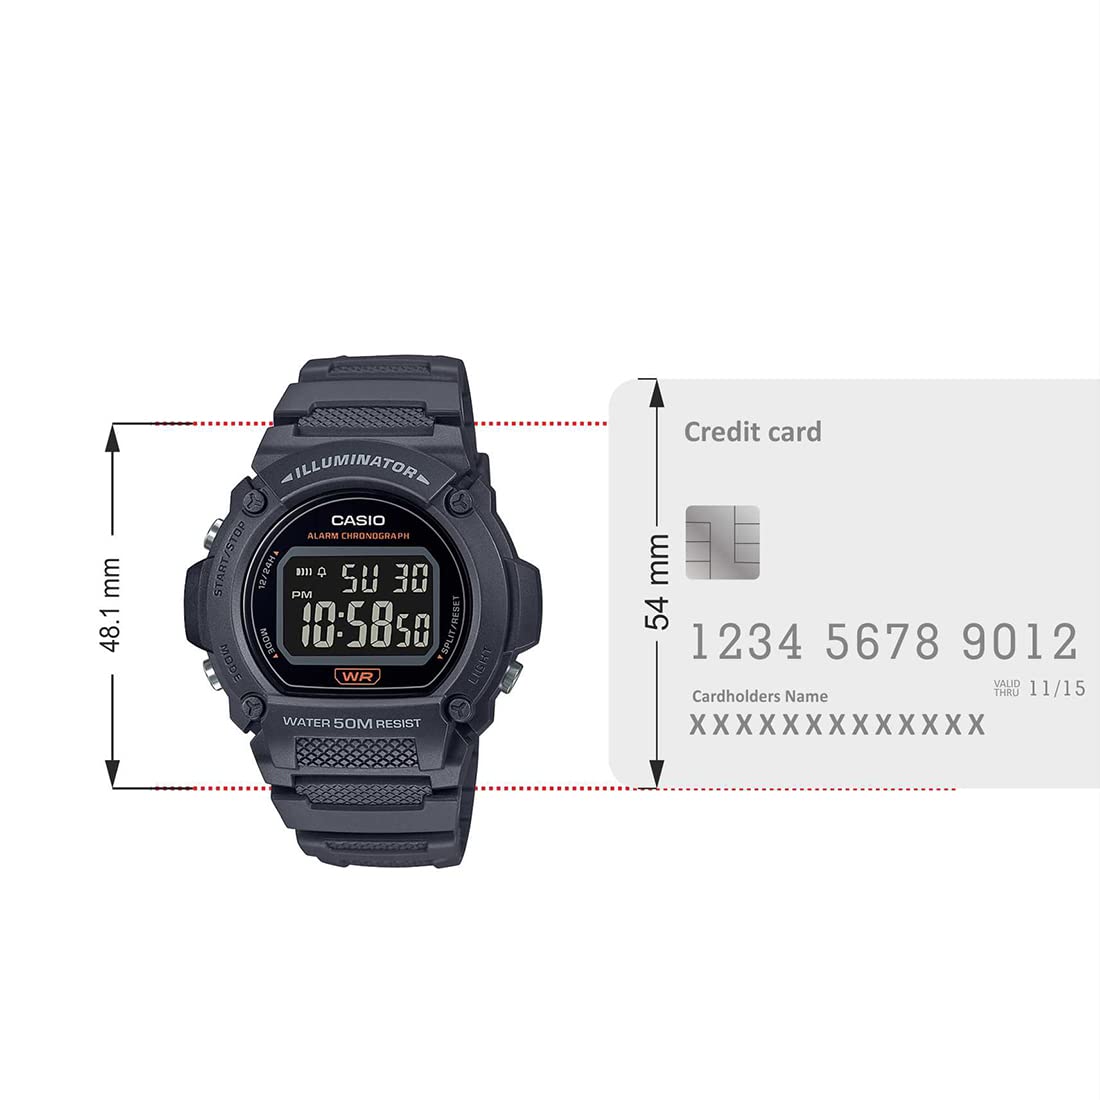 48.1 mm
ILLUMINATOR
CASIO
ALARM CHRONOGRAPH
START/STOP
12/24H
SU 30
PM
10:58 50
MODE
MODE
SPLIT/RESET
LIGHT
WR
WATER 50M RESIST
54 mm
Credit card
1234 5678 9012
VALID
THRU 11/15
Cardholders Name
XXXXXXXXXXXXX